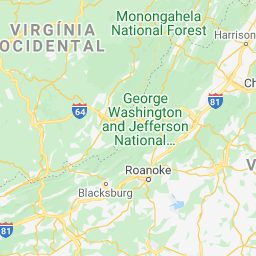 Monongahela
National Forest
Harrison
VIRGÍNIA
OCIDENTAL
Ch
George
Washington
and Jefferson
National...
64
81
V
Roanoke
Blacksburg
81